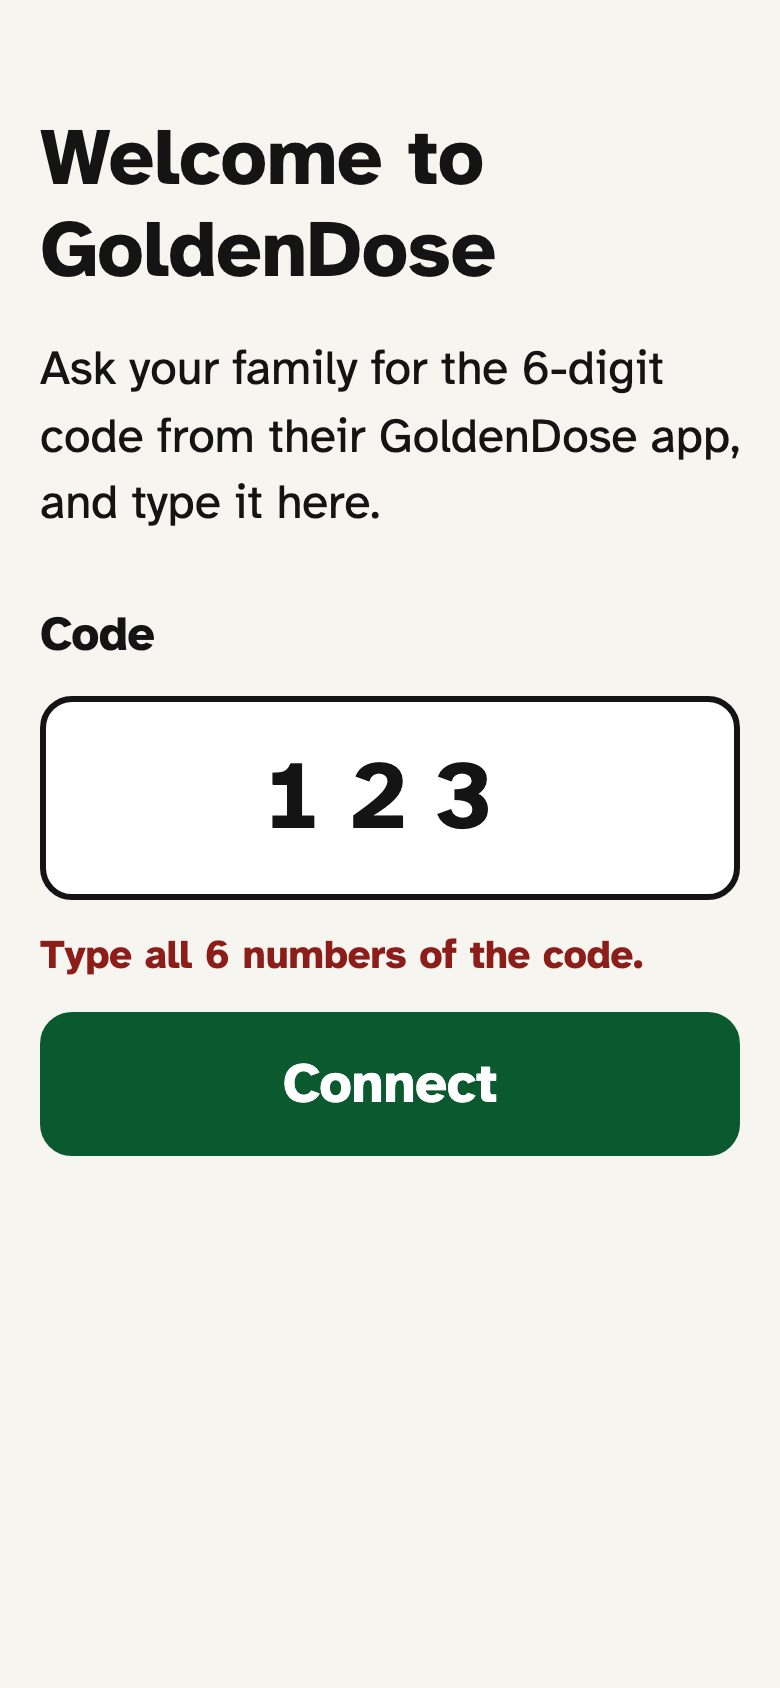 Welcome to
GoldenDose
Ask your family for the 6-digit
code from their GoldenDose app,
and type it here.
Code
1 2 3
Type all 6 numbers of the code.
Connect